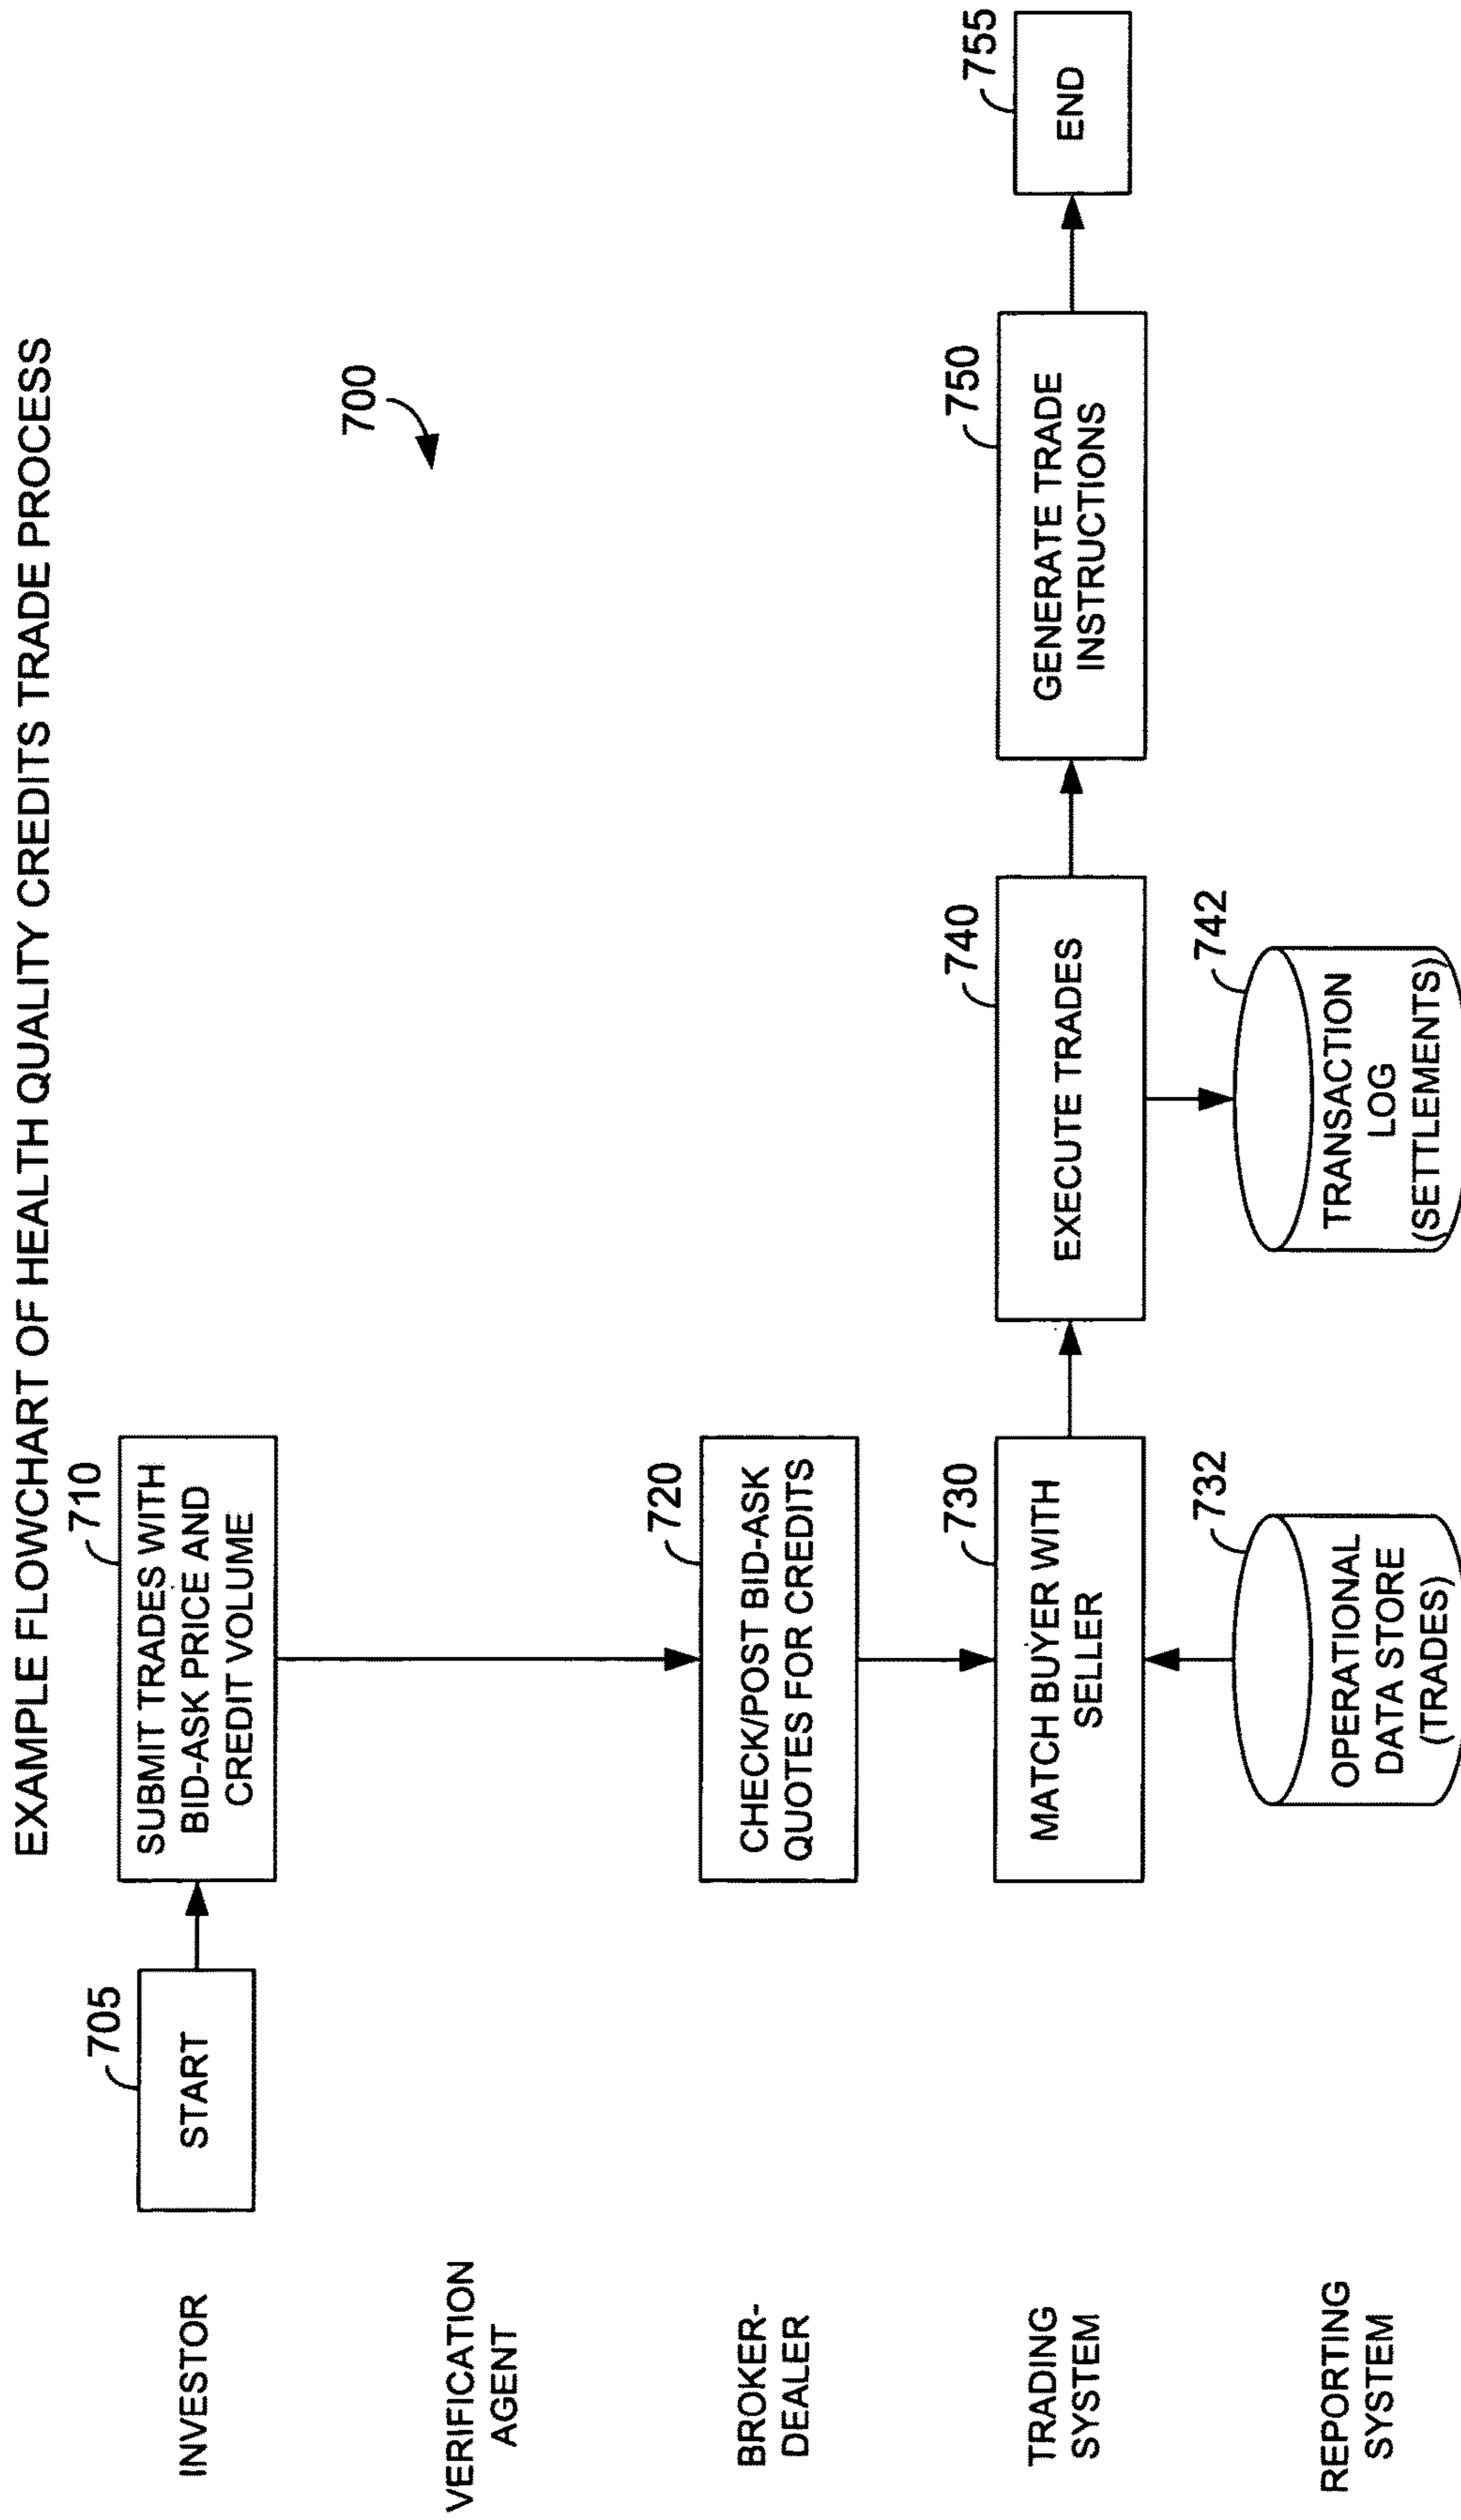 EXAMPLE FLOWCHART OF HEALTH QUALITY CREDITS TRADE PROCESS
700
INVESTOR
705
START
710
SUBMIT TRADES WITH
BID-ASK PRICE AND
CREDIT VOLUME
VERIFICATION
AGENT
BROKER-
DEALER
720
CHECK/POST BID-ASK
QUOTES FOR CREDITS
TRADING
SYSTEM
730
MATCH BUYER WITH
SELLER
740
EXECUTE TRADES
750
GENERATE TRADE
INSTRUCTIONS
755
END
REPORTING
SYSTEM
732
OPERATIONAL
DATA STORE
(TRADES)
742
TRANSACTION
LOG
(SETTLEMENTS)